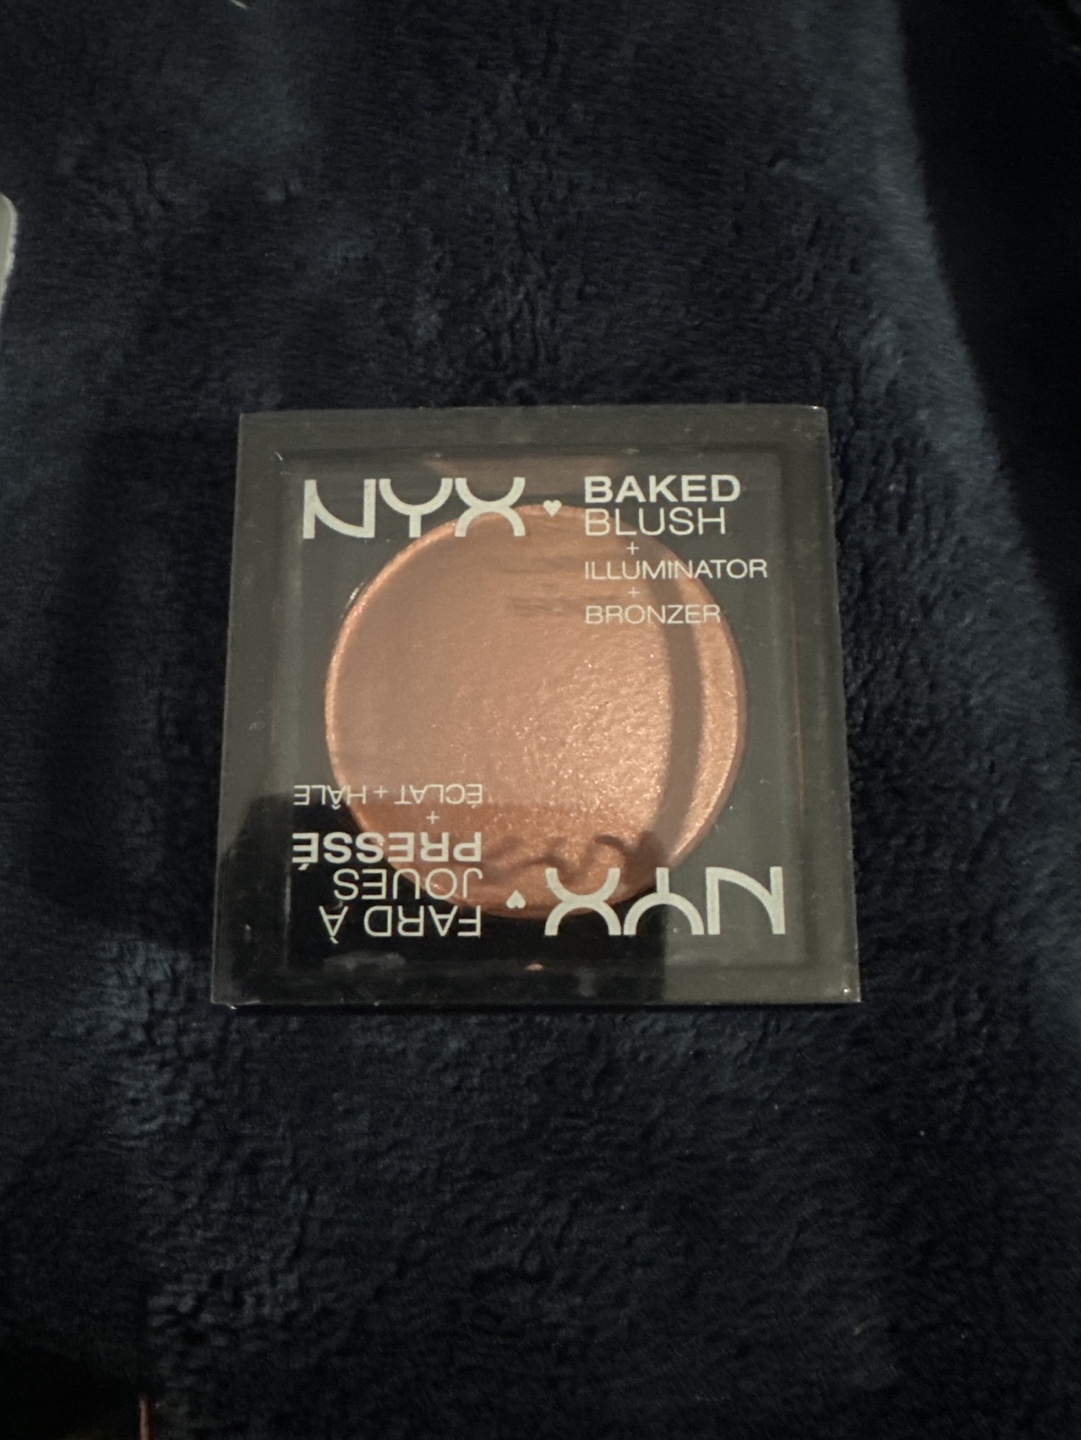 NYX ♥ BAKED
BLUSH
+
ILLUMINATOR
+
BRONZER
NYX ♥ FARD À
JOUES
PRESSÉ
+
ÉCLAT + HÂLE